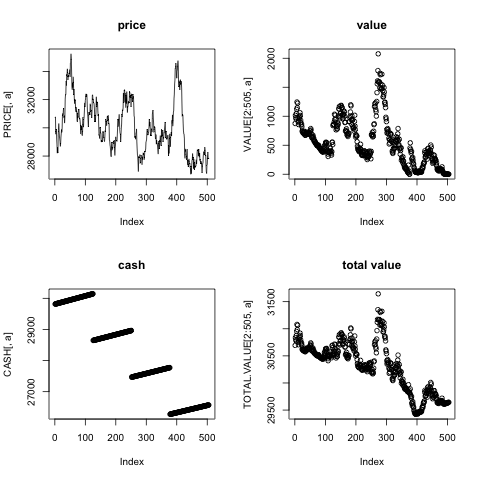 price
PRICE[, a]
28000
32000
0 100 200 300 400 500
Index
value
VALUE[2:505, a]
0
500
1000
2000
0 100 200 300 400 500
Index
cash
CASH[, a]
27000
29000
0 100 200 300 400 500
Index
total value
TOTAL.VALUE[2:505, a]
29500
30500
31500
0 100 200 300 400 500
Index